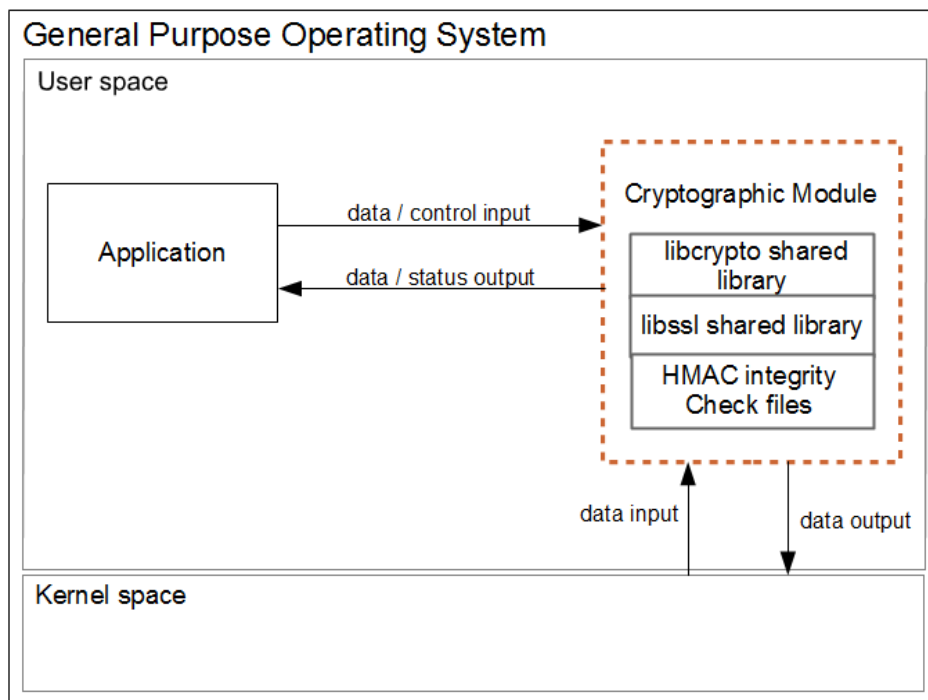 General Purpose Operating System
User space
Application
data / control input
data / status output
Cryptographic Module
libcrypto shared
library
libssl shared library
HMAC integrity
Check files
data input
data output
Kernel space